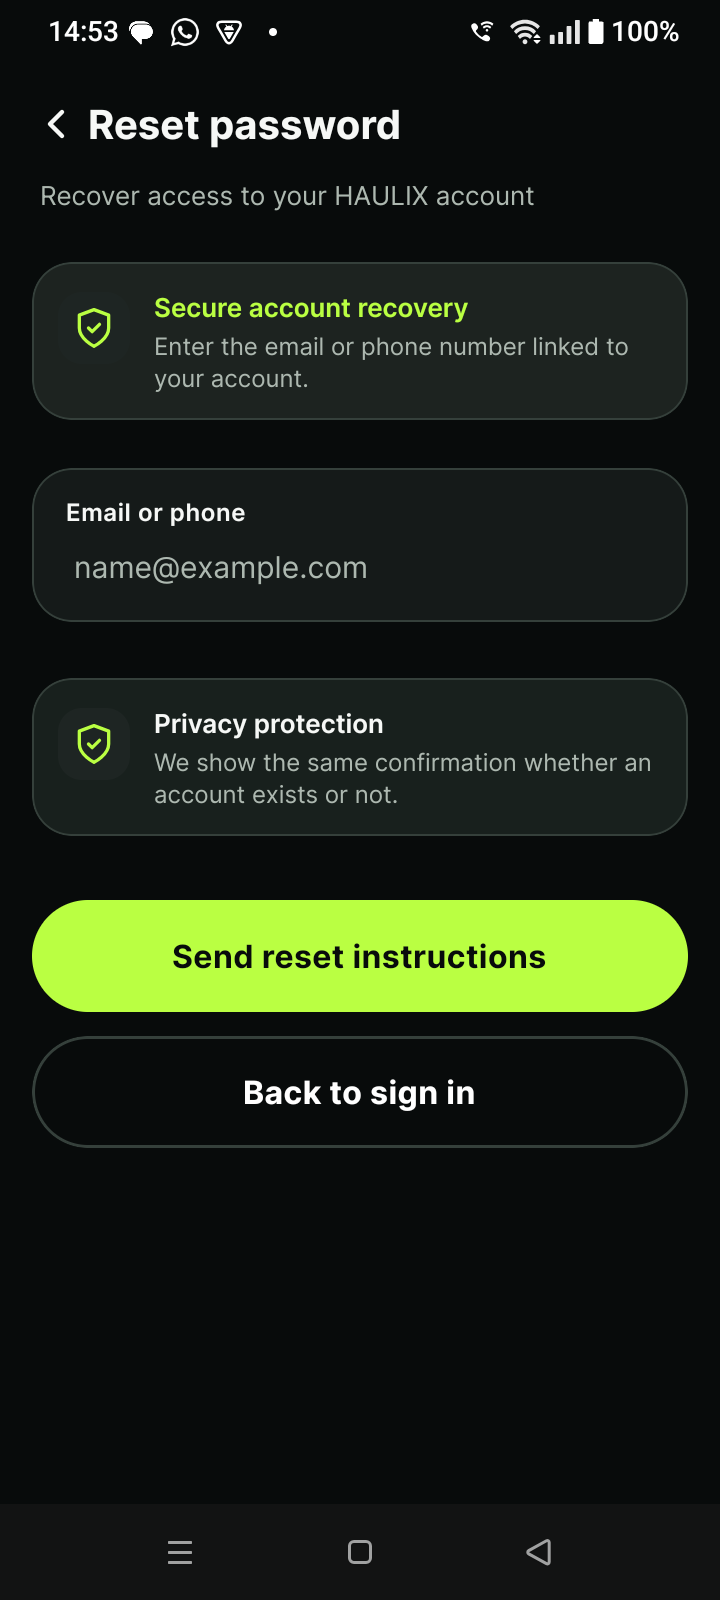 14:53
100%
Reset password
Recover access to your HAULIX account
Secure account recovery
Enter the email or phone number linked to
your account.
Email or phone
name@example.com
Privacy protection
We show the same confirmation whether an
account exists or not.
Send reset instructions
Back to sign in